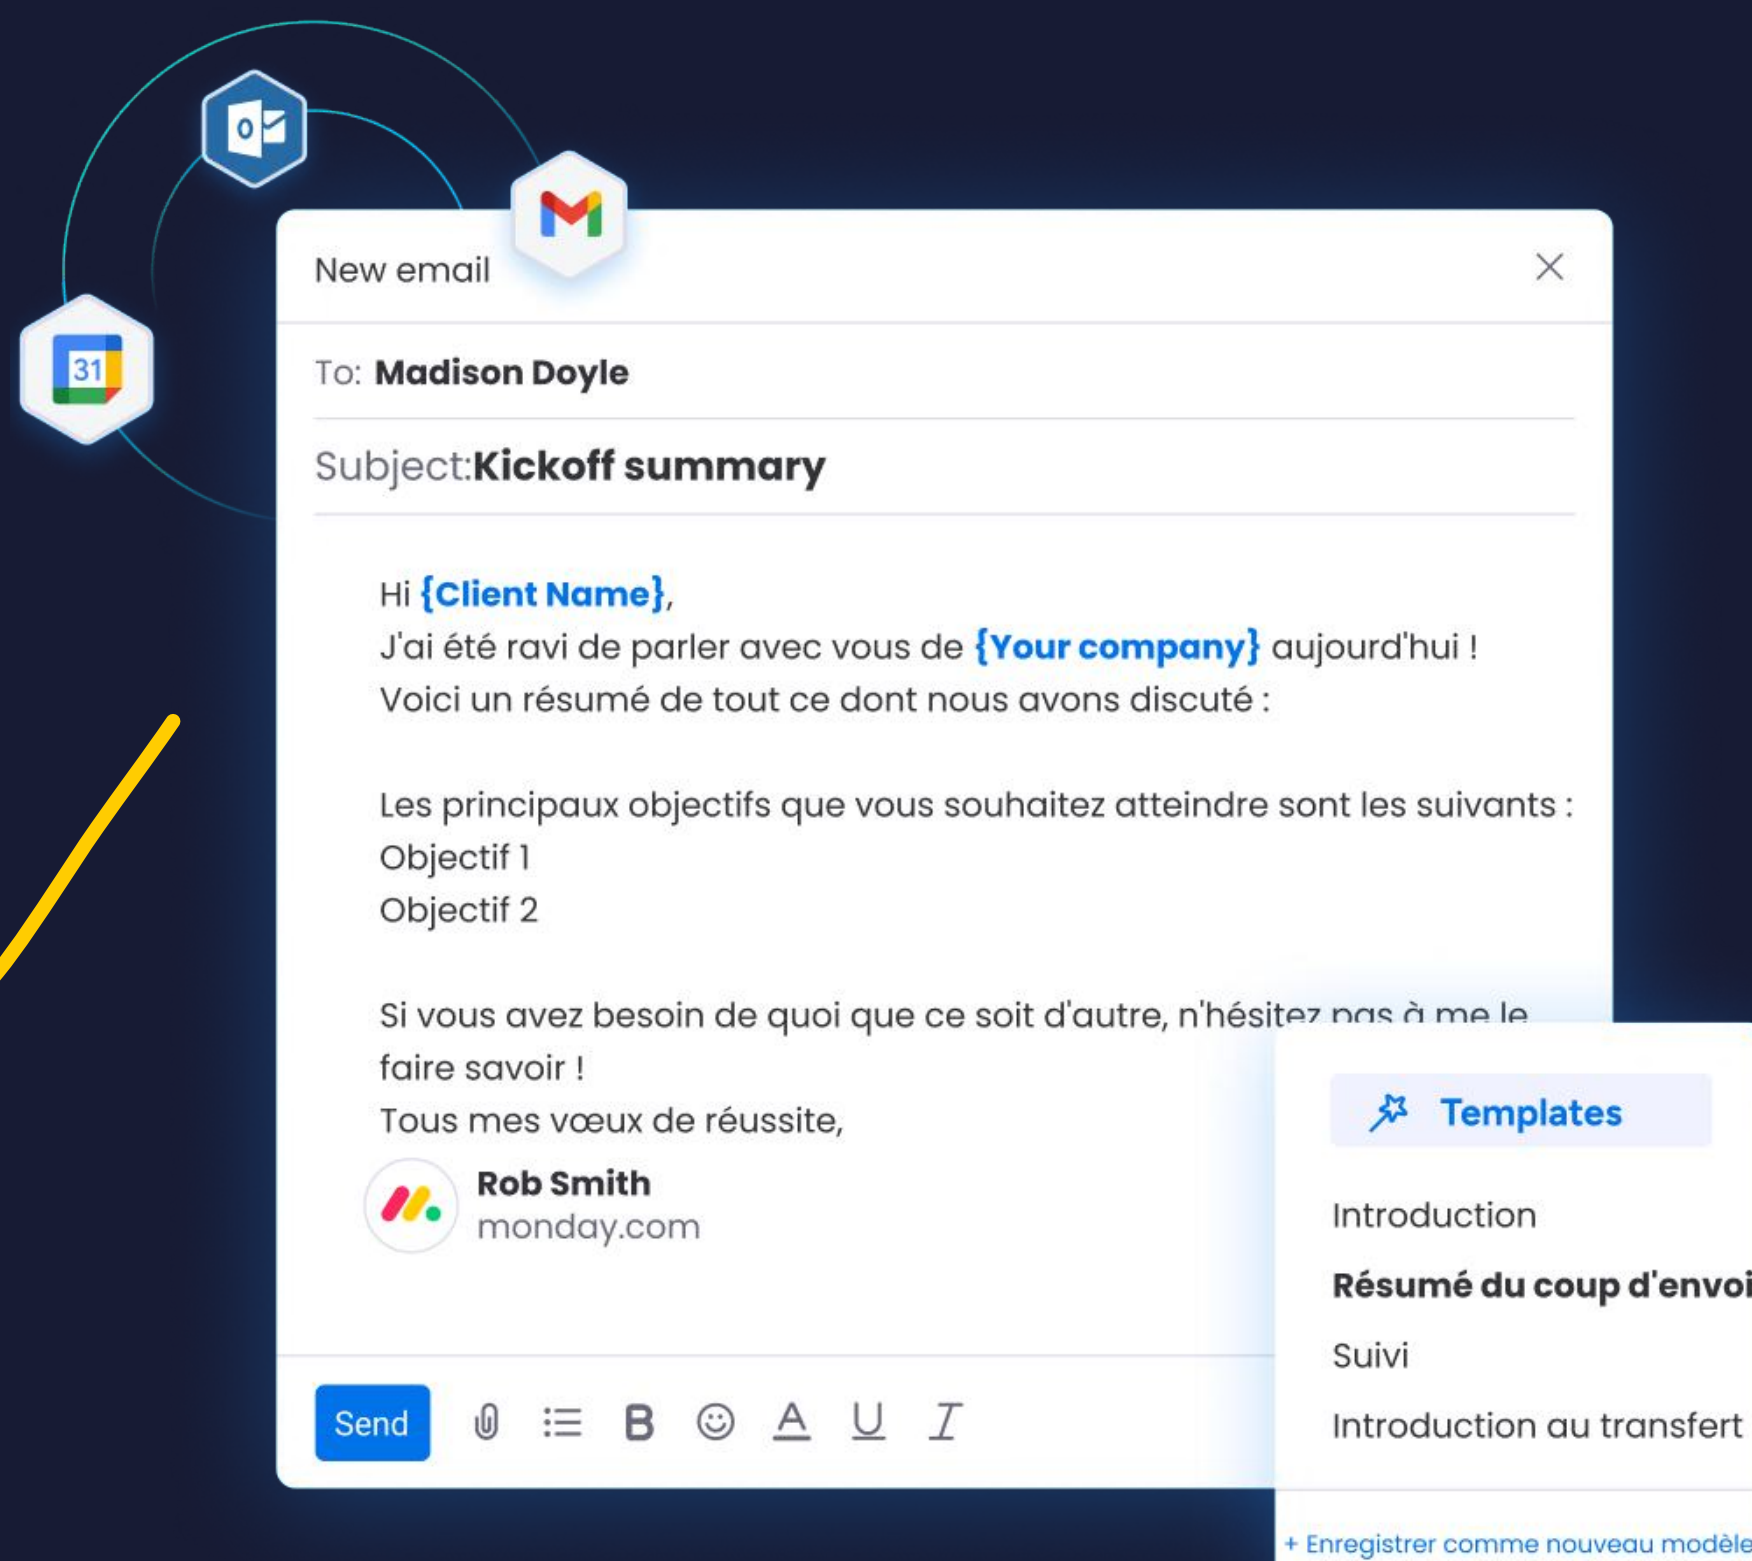 New email
31
To: Madison Doyle
Subject:Kickoff summary
Hi {Client Name},
J'ai été ravi de parler avec vous de {Your company} aujourd'hui !
Voici un résumé de tout ce dont nous avons discuté :
Les principaux objectifs que vous souhaitez atteindre sont les suivants :
Objectif 1
Objectif 2
Si vous avez besoin de quoi que ce soit d'autre, n'hésitez pas à me le
faire savoir !
Tous mes vœux de réussite,
Rob Smith
monday.com
Send
Templates
Introduction
Résumé du coup d'envoi
Suivi
Introduction au transfert
+ Enregistrer comme nouveau modèle